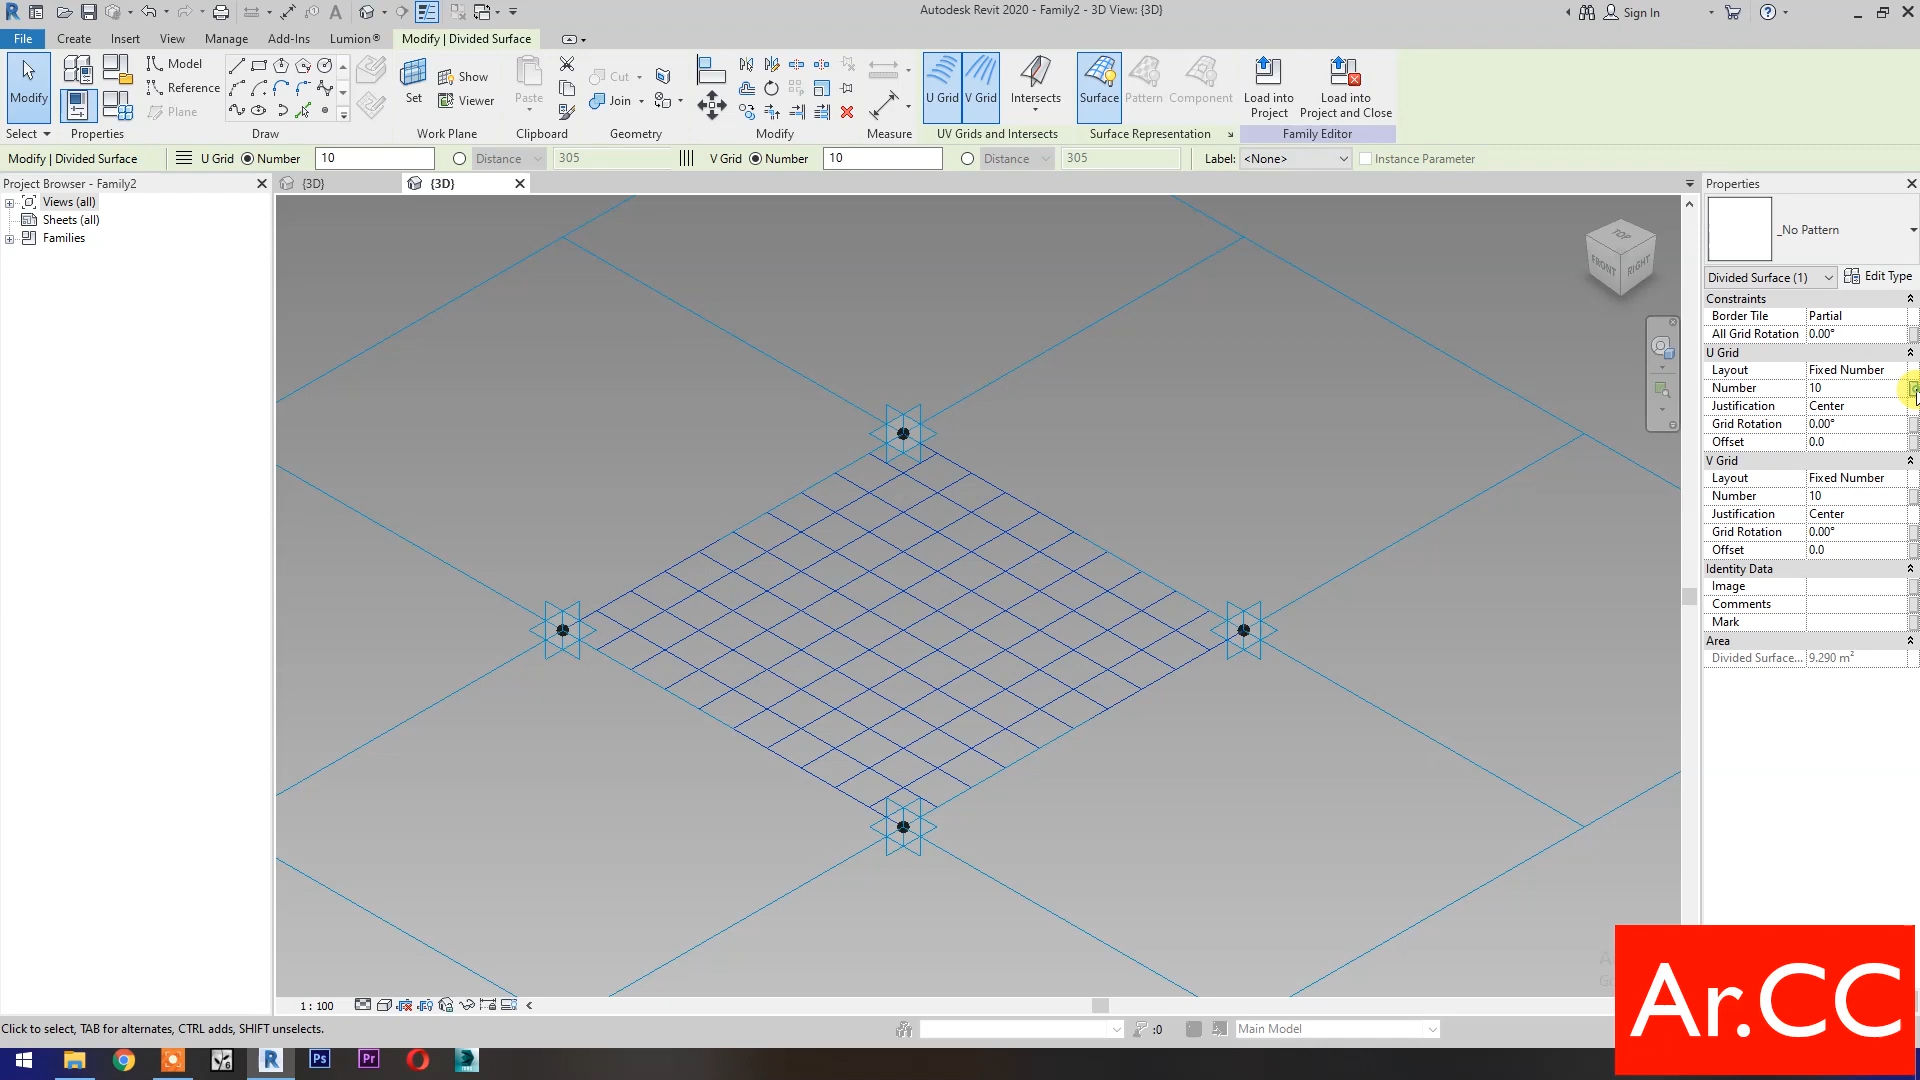 Autodesk Revit 2020 - Family2 - 3D View: {3D}
Sign In
File Create Insert View Manage Add-Ins Lumion® Modify | Divided Surface
Modify
Model
Reference
Plane
Set
Show
Viewer
Paste
Cut
Join
U Grid V Grid Intersects
Surface Pattern Component
Load into Project
Load into Project and Close
Select Properties Draw Work Plane Clipboard Geometry Modify Measure UV Grids and Intersects Surface Representation Family Editor
Modify | Divided Surface U Grid Number 10 Distance 305 V Grid Number 10 Distance 305 Label: <None> Instance Parameter
Project Browser - Family2
Views (all)
Sheets (all)
Families
{3D} {3D}
TOP
FRONT RIGHT
Properties
_No Pattern
Divided Surface (1) Edit Type
Constraints
Border Tile Partial
All Grid Rotation 0.00°
U Grid
Layout Fixed Number
Number 10
Justification Center
Grid Rotation 0.00°
Offset 0.0
V Grid
Layout Fixed Number
Number 10
Justification Center
Grid Rotation 0.00°
Offset 0.0
Identity Data
Image
Comments
Mark
Area
Divided Surface... 9.290 m²
1 : 100
Click to select, TAB for alternates, CTRL adds, SHIFT unselects.
:0
Main Model
Ar.CC
Ps Pr